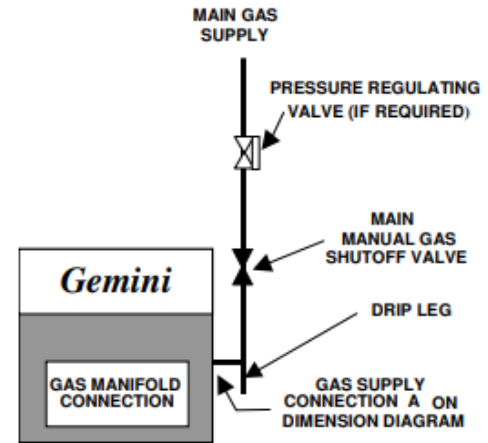 MAIN GAS
SUPPLY
PRESSURE REGULATING
VALVE (IF REQUIRED)
MAIN
MANUAL GAS
SHUTOFF VALVE
Gemini
DRIP LEG
GAS MANIFOLD
CONNECTION
GAS SUPPLY
CONNECTION A ON
DIMENSION DIAGRAM